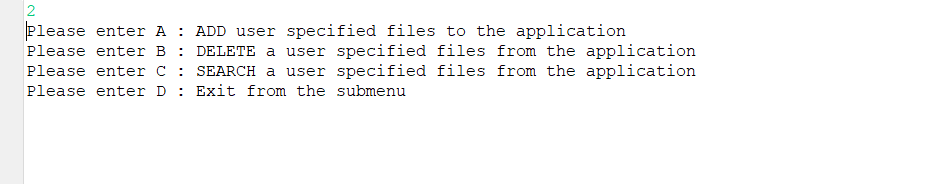 2
Please enter A : ADD user specified files to the application
Please enter B : DELETE a user specified files from the application
Please enter C : SEARCH a user specified files from the application
Please enter D : Exit from the submenu